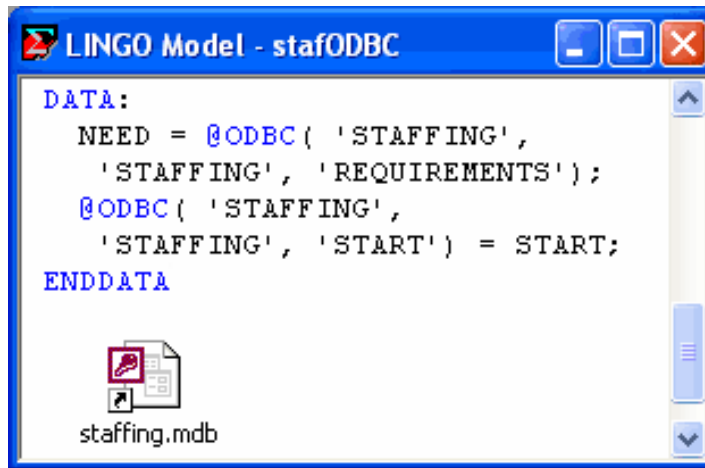 LINGO Model - stafODBC
DATA:
NEED = @ODBC( 'STAFFING',
'STAFFING', 'REQUIREMENTS');
@ODBC( 'STAFFING',
'STAFFING', 'START') = START;
ENDDATA
staffing.mdb